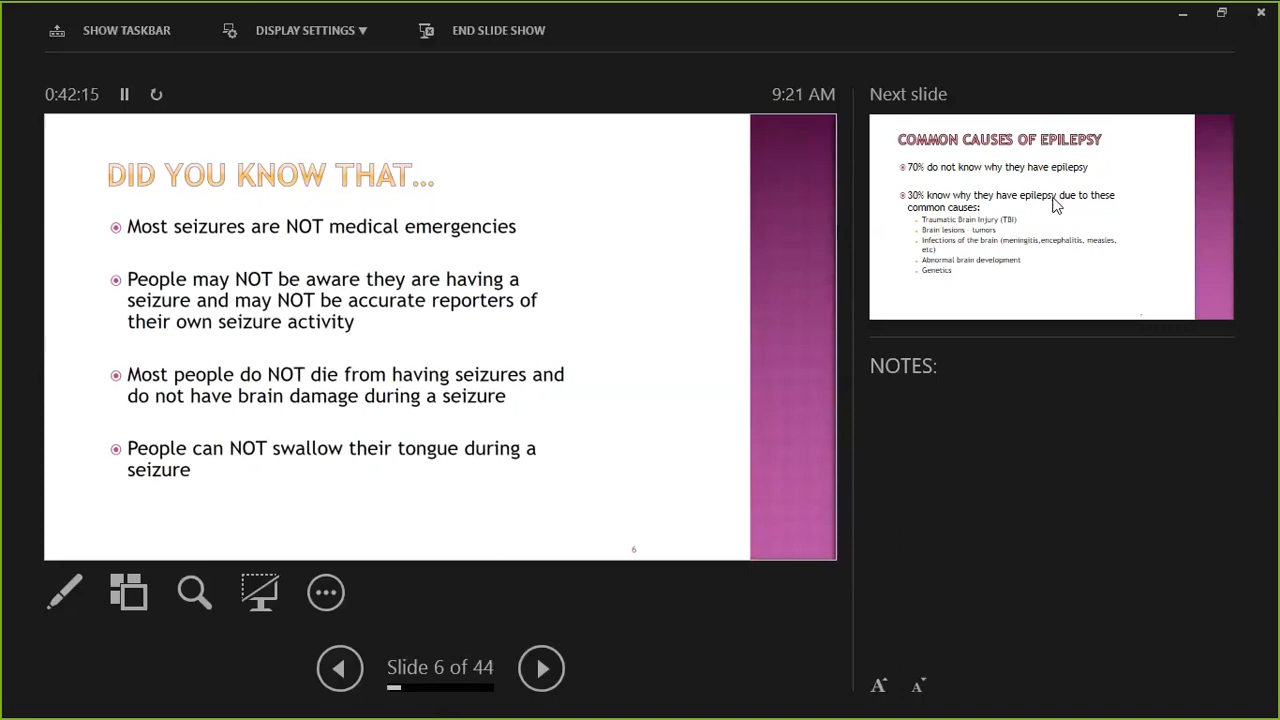 SHOW TASKBAR
DISPLAY SETTINGS ▼
END SLIDE SHOW
0:42:15
9:21 AM
DID YOU KNOW THAT...
Most seizures are NOT medical emergencies
People may NOT be aware they are having a
seizure and may NOT be accurate reporters of
their own seizure activity
Most people do NOT die from having seizures and
do not have brain damage during a seizure
People can NOT swallow their tongue during a
seizure
6
Slide 6 of 44
Next slide
COMMON CAUSES OF EPILEPSY
70% do not know why they have epilepsy
30% know why they have epilepsy due to these
common causes:
Traumatic Brain Injury (TBI)
Brain lesions - tumors
Infections of the brain (meningitis,encephalitis, measles,
etc)
Abnormal brain development
Genetics
NOTES:
A
A